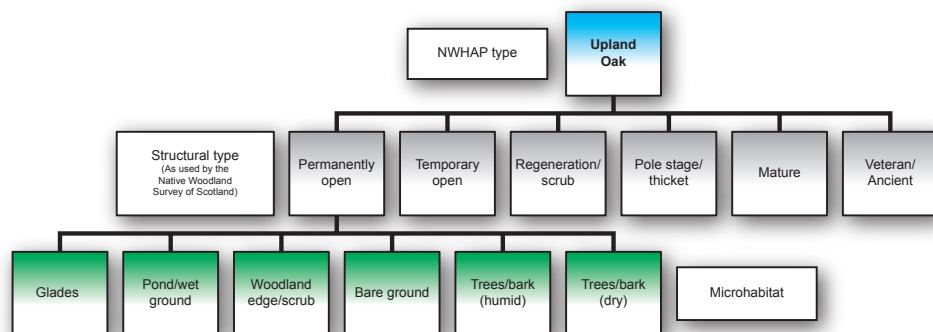 NWHAP type
Upland
Oak
Structural type
(As used by the
Native Woodland
Survey of Scotland)
Permanently
open
Temporary
open
Regeneration/
scrub
Pole stage/
thicket
Mature
Veteran/
Ancient
Glades
Pond/wet
ground
Woodland
edge/scrub
Bare ground
Trees/bark
(humid)
Trees/bark
(dry)
Microhabitat